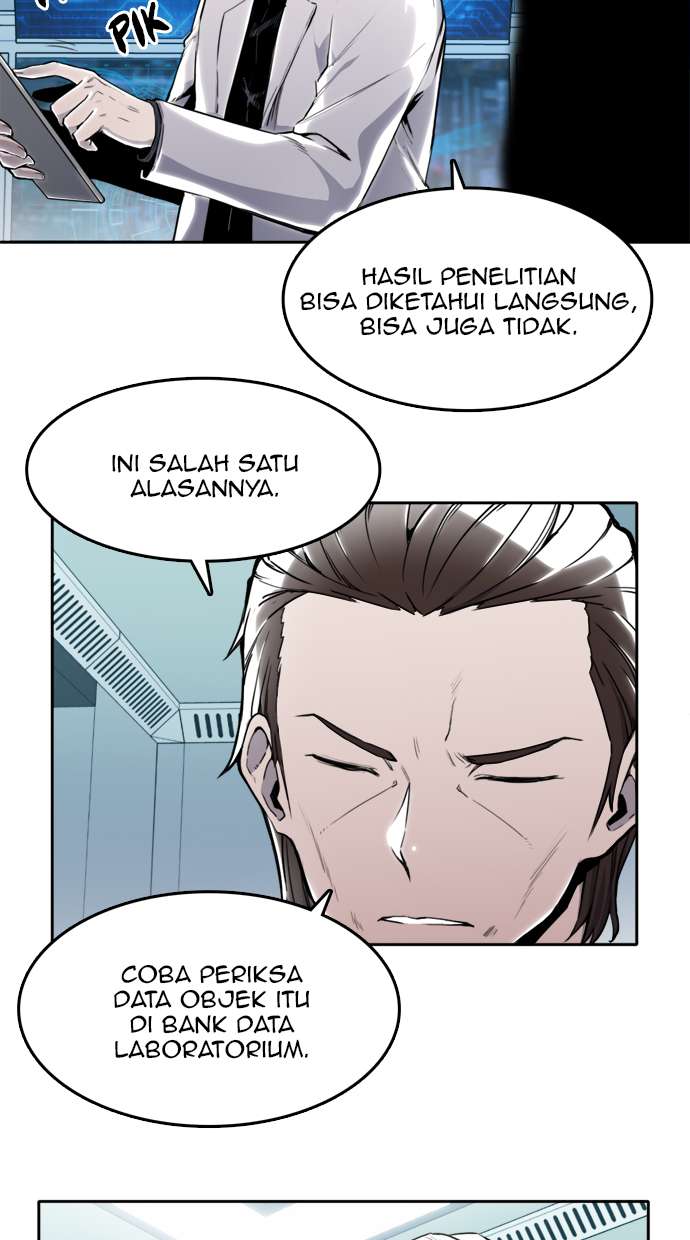 PIK
HASIL PENELITIAN
BISA DIKETAHUI LANGSUNG,
BISA JUGA TIDAK.
INI SALAH SATU
ALASANNYA.
COBA PERIKSA
DATA OBJEK ITU
DI BANK DATA
LABORATORIUM.